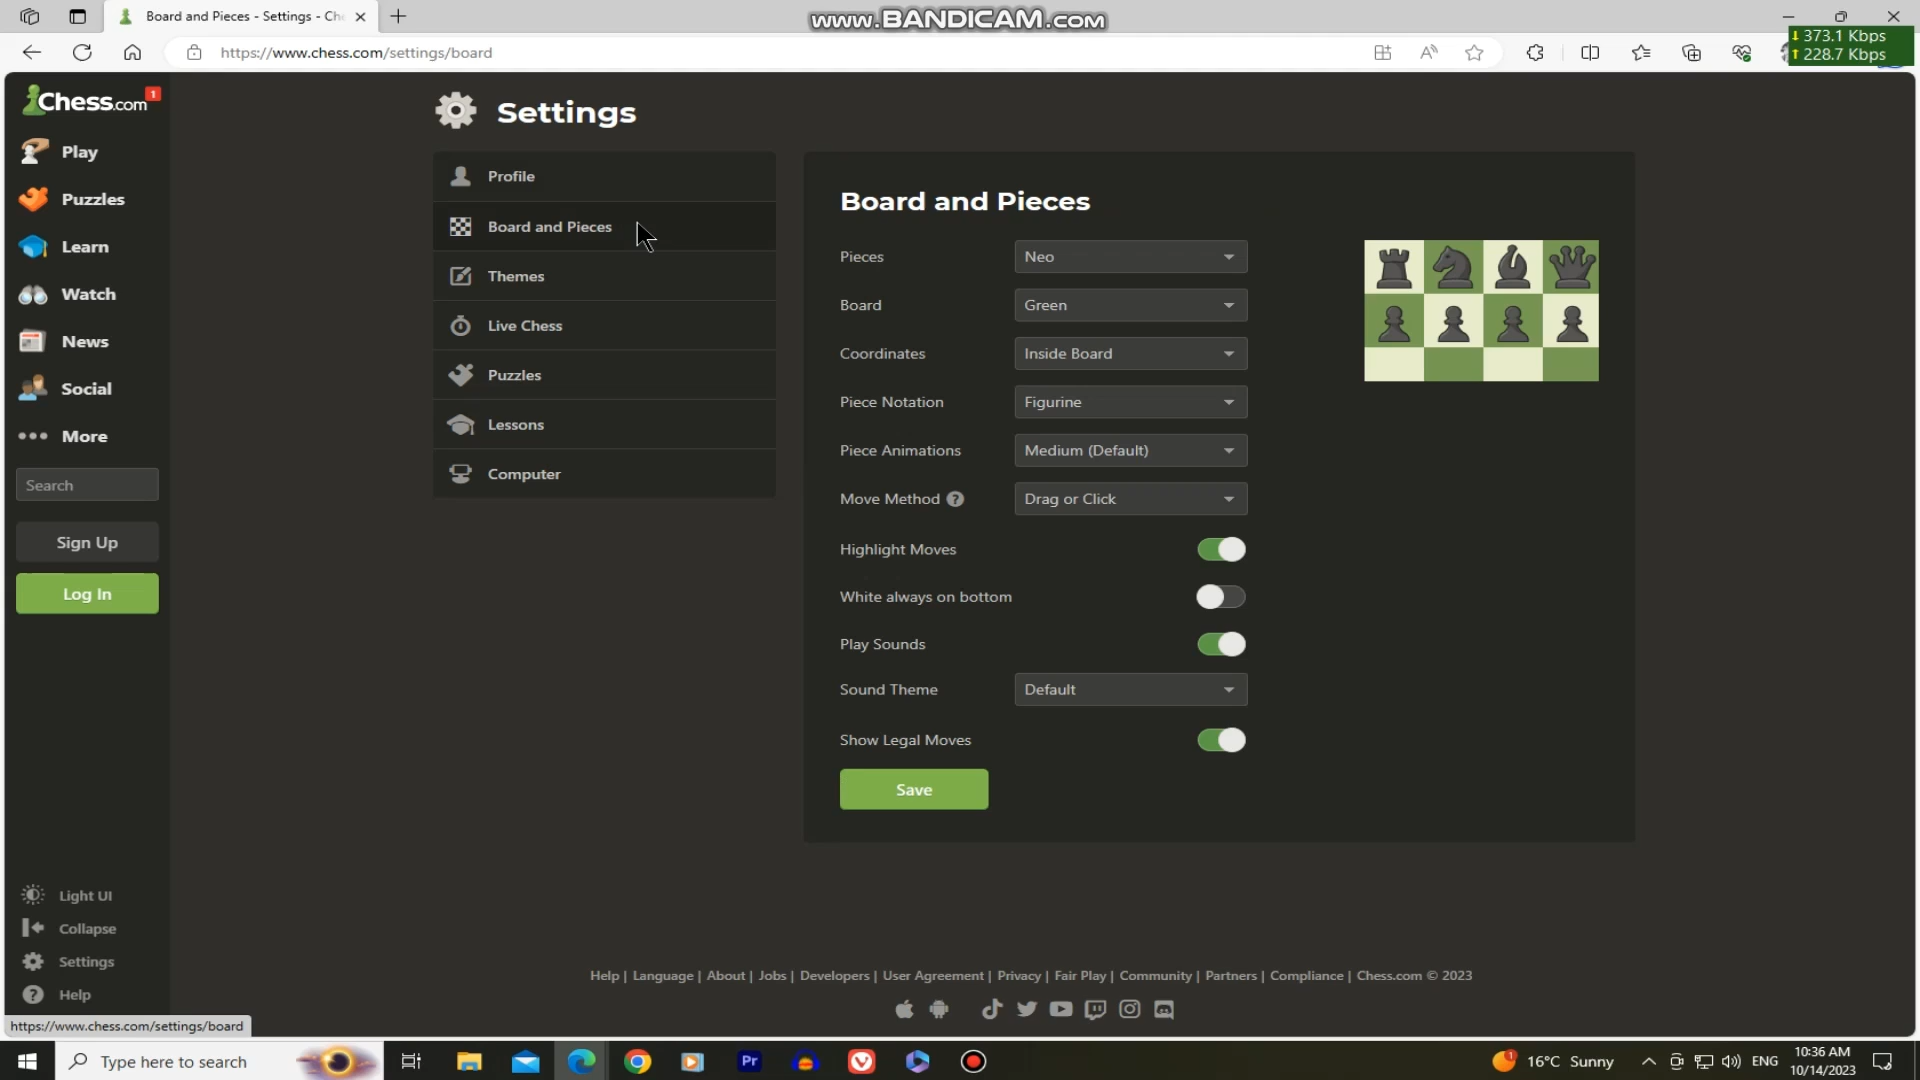 Board and Pieces - Settings - Ch
www.BANDICAM.com
373.1 Kbps
228.7 Kbps
https://www.chess.com/settings/board
Chess.com
1
Play
Puzzles
Learn
Watch
News
Social
More
Search
Sign Up
Log In
Light UI
Collapse
Settings
Help
https://www.chess.com/settings/board
Settings
Profile
Board and Pieces
Themes
Live Chess
Puzzles
Lessons
Computer
Board and Pieces
Pieces Neo
Board Green
Coordinates Inside Board
Piece Notation Figurine
Piece Animations Medium (Default)
Move Method ? Drag or Click
Highlight Moves
White always on bottom
Play Sounds
Sound Theme Default
Show Legal Moves
Save
Help | Language | About | Jobs | Developers | User Agreement | Privacy | Fair Play | Community | Partners | Compliance | Chess.com © 2023
Type here to search
Pr
1
16°C Sunny
ENG
10:36 AM
10/14/2023